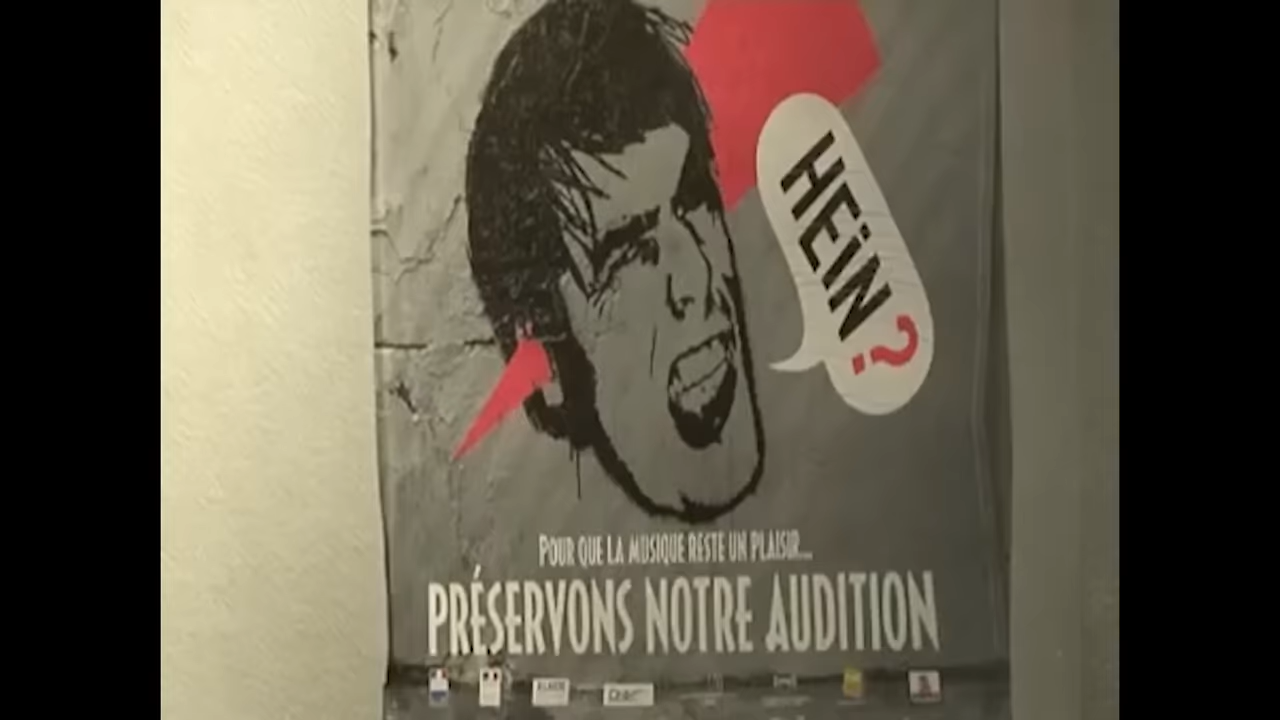 HEiN ?
POUR QUE LA MUSIQUE RESTE UN PLAISIR...
PRÉSERVONS NOTRE AUDITION